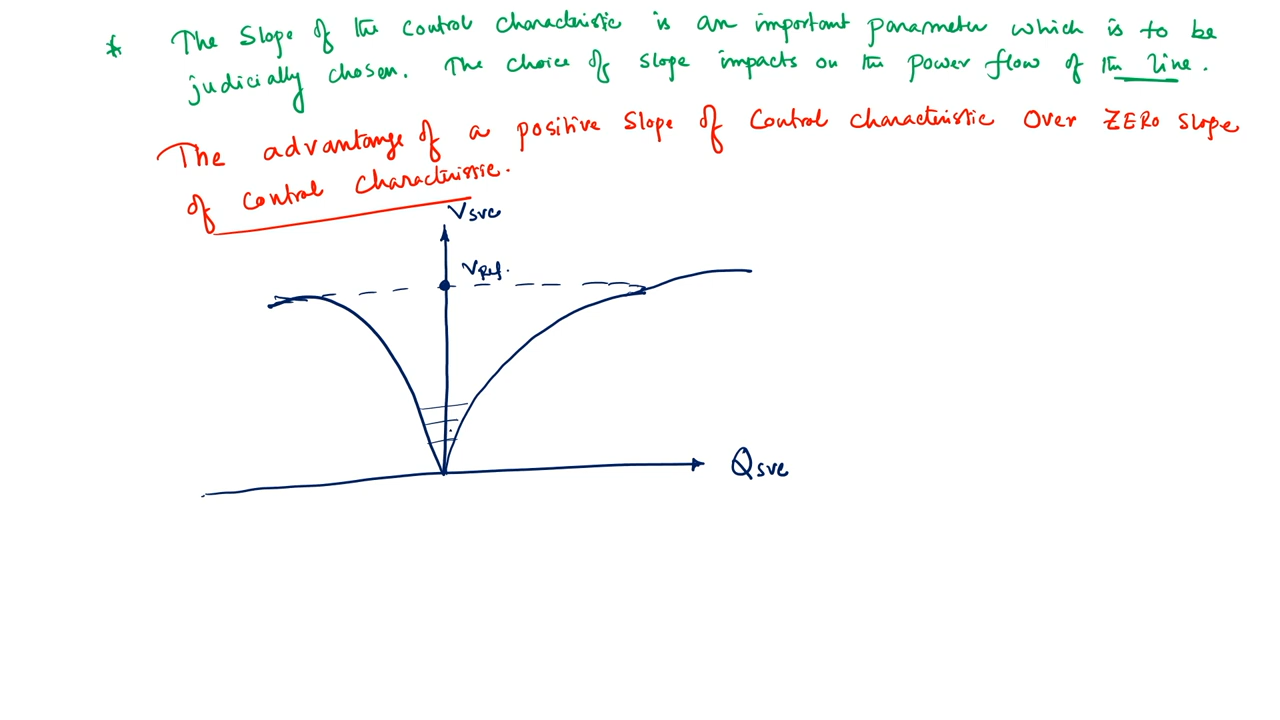 * The Slope of the Control Characteristic is an important parameter which is to be
judicially chosen. The choice of slope impacts on the power flow of the line.
The advantange of a positive Slope of Control characteristic Over ZERO slope
of control characteristic.
Vsvc
VRef.
Qsvc